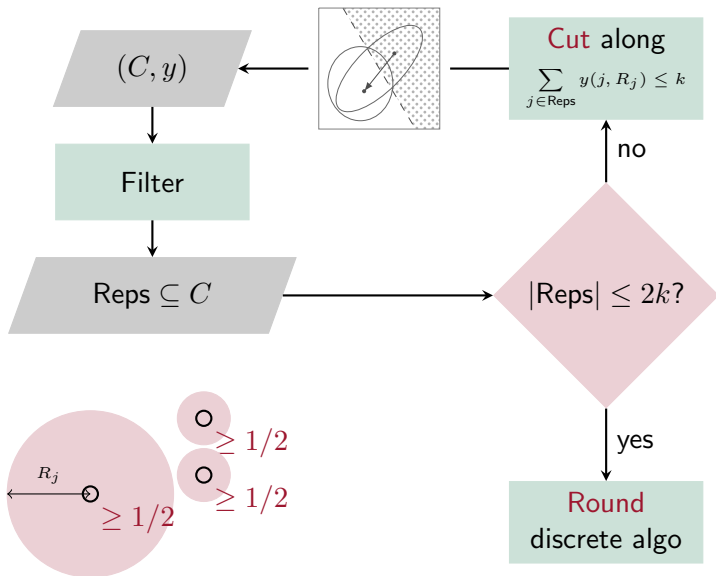 (C, y)
Cut along
∑_{j∈Reps} y(j, R_j) ≤ k
no
Filter
Reps ⊆ C
|Reps| ≤ 2k?
yes
Round
discrete algo
≥ 1/2
≥ 1/2
R_j
≥ 1/2